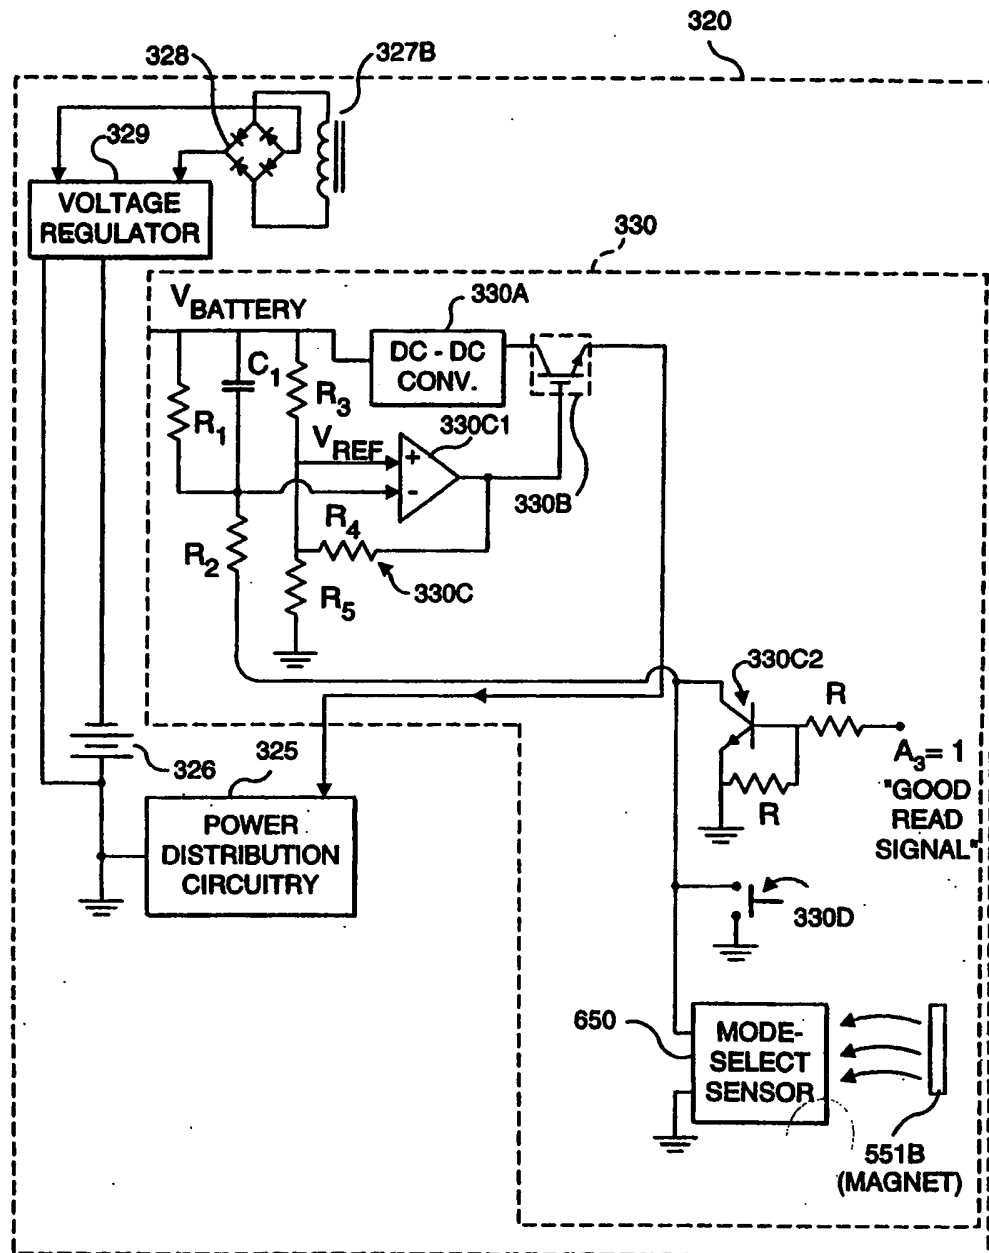 320
328
327B
329
VOLTAGE
REGULATOR
330
V_BATTERY
330A
DC - DC
CONV.
C₁
R₃
R₁
330C1
V_REF
+
-
330B
R₄
R₂
330C
R₅
330C2
R
A₃= 1
"GOOD
READ
SIGNAL"
R
326
325
POWER
DISTRIBUTION
CIRCUITRY
330D
650
MODE-
SELECT
SENSOR
551B
(MAGNET)